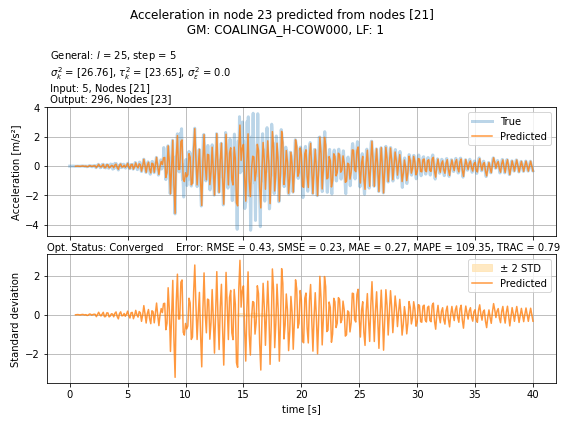 Acceleration in node 23 predicted from nodes [21]
GM: COALINGA_H-COW000, LF: 1
General: l = 25, step = 5
σ²_k = [26.76], τ²_k = [23.65], σ²_ε = 0.0
Input: 5, Nodes [21]
Output: 296, Nodes [23]
4
2
0
−2
−4
Acceleration [m/s²]
True
Predicted
Opt. Status: Converged Error: RMSE = 0.43, SMSE = 0.23, MAE = 0.27, MAPE = 109.35, TRAC = 0.79
2
0
−2
Standard deviation
± 2 STD
Predicted
0 5 10 15 20 25 30 35 40
time [s]